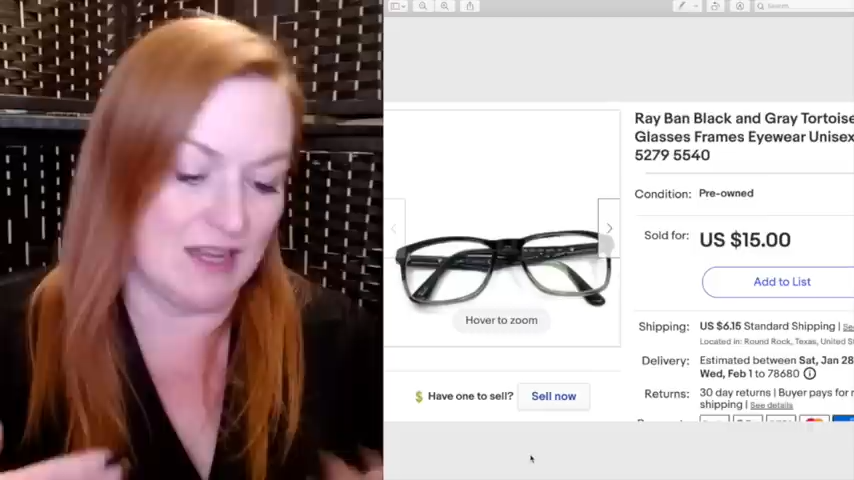 Search
Ray Ban Black and Gray Tortoise
Glasses Frames Eyewear Unisex
5279 5540
Condition: Pre-owned
Sold for: US $15.00
Add to List
Hover to zoom
Shipping: US $6.15 Standard Shipping | See
Located in: Round Rock, Texas, United S
Delivery: Estimated between Sat, Jan 28
Wed, Feb 1 to 78680
Returns: 30 day returns | Buyer pays for r
shipping | See details
Have one to sell? Sell now